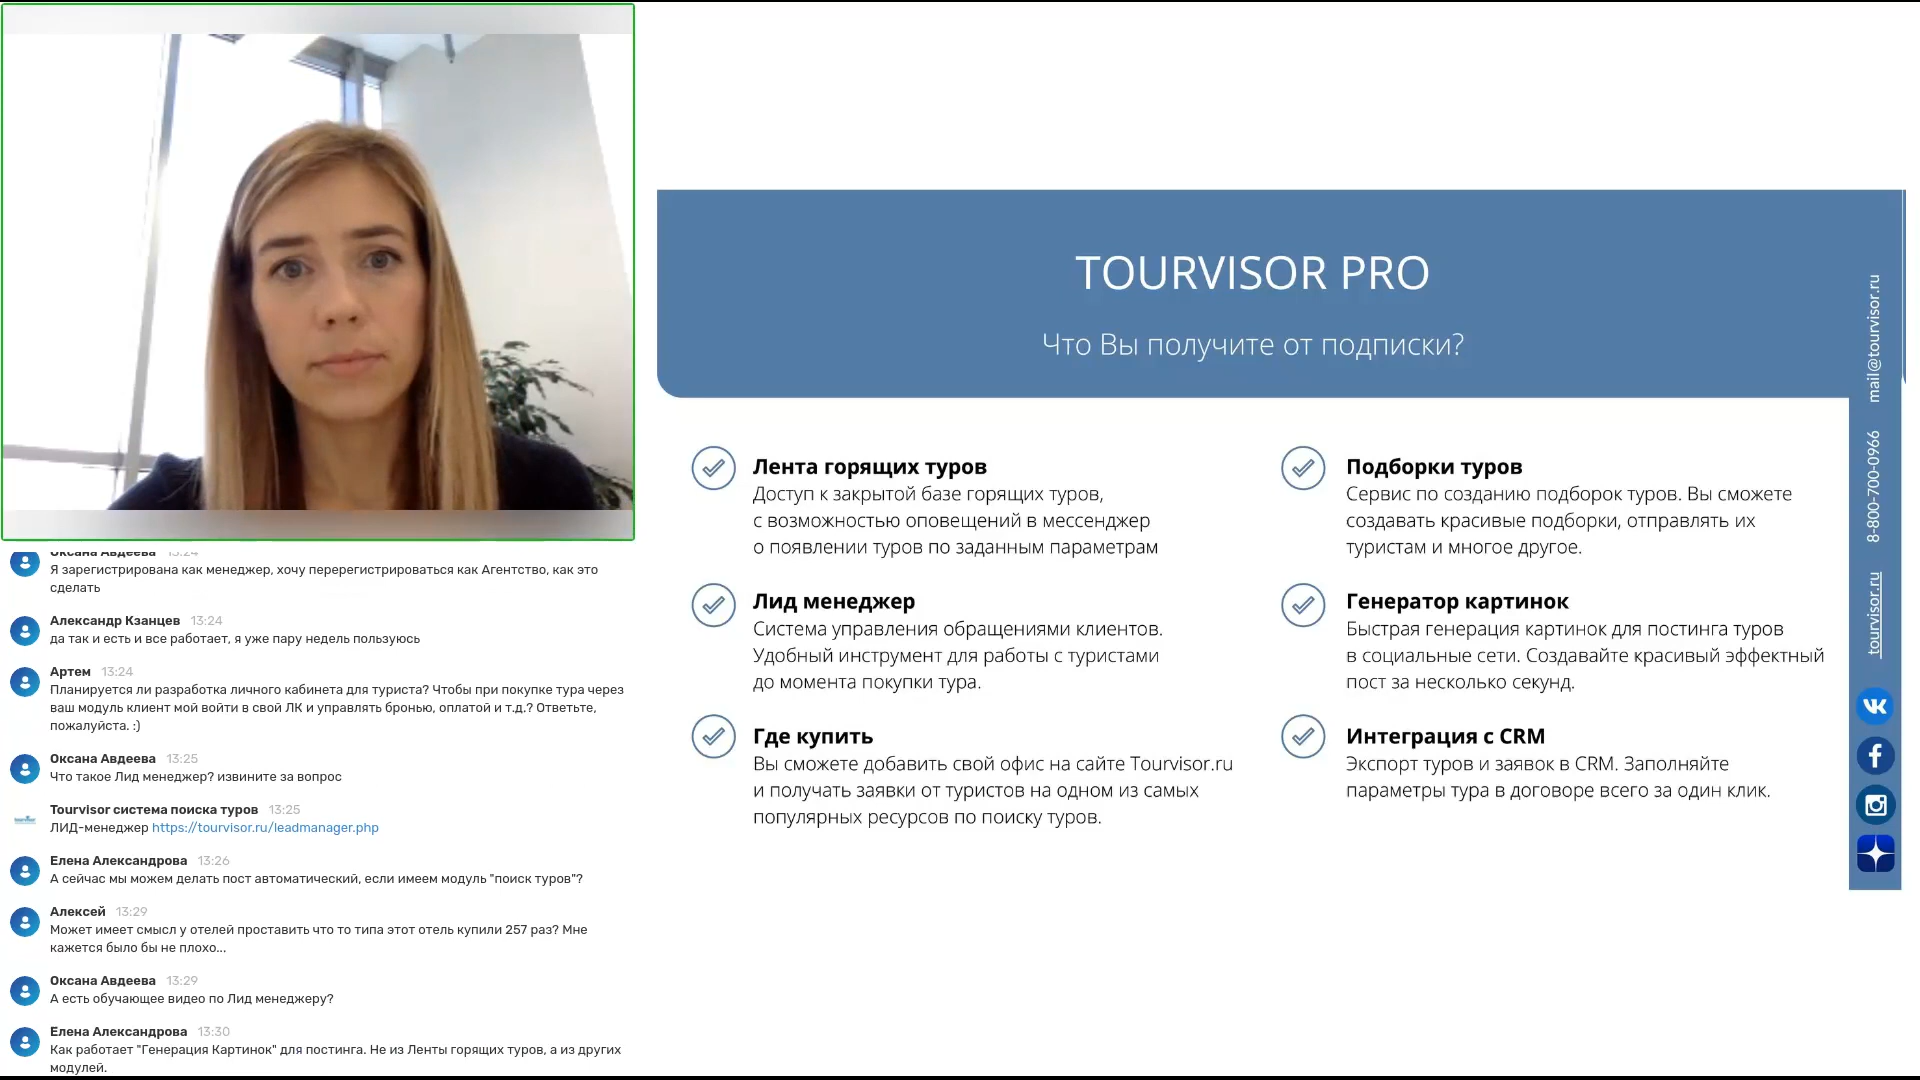 Оксана Авдеева 13:24
Я зарегистрирована как менеджер, хочу перерегистрироваться как Агентство, как это
сделать
Александр Кзанцев 13:24
да так и есть и все работает, я уже пару недель пользуюсь
Артем 13:24
Планируется ли разработка личного кабинета для туриста? Чтобы при покупке тура через
ваш модуль клиент мой войти в свой ЛК и управлять бронью, оплатой и т.д.? Ответьте,
пожалуйста. :)
Оксана Авдеева 13:25
Что такое Лид менеджер? извините за вопрос
Tourvisor система поиска туров 13:25
ЛИД-менеджер https://tourvisor.ru/leadmanager.php
Елена Александрова 13:26
А сейчас мы можем делать пост автоматический, если имеем модуль "поиск туров"?
Алексей 13:29
Может имеет смысл у отелей проставить что то типа этот отель купили 257 раз? Мне
кажется было бы не плохо...
Оксана Авдеева 13:29
А есть обучающее видео по Лид менеджеру?
Елена Александрова 13:30
Как работает "Генерация Картинок" для постинга. Не из Ленты горящих туров, а из других
модулей.
TOURVISOR PRO
Что Вы получите от подписки?
Лента горящих туров
Доступ к закрытой базе горящих туров,
с возможностью оповещений в мессенджер
о появлении туров по заданным параметрам
Лид менеджер
Система управления обращениями клиентов.
Удобный инструмент для работы с туристами
до момента покупки тура.
Где купить
Вы сможете добавить свой офис на сайте Tourvisor.ru
и получать заявки от туристов на одном из самых
популярных ресурсов по поиску туров.
Подборки туров
Сервис по созданию подборок туров. Вы сможете
создавать красивые подборки, отправлять их
туристам и многое другое.
Генератор картинок
Быстрая генерация картинок для постинга туров
в социальные сети. Создавайте красивый эффектный
пост за несколько секунд.
Интеграция с CRM
Экспорт туров и заявок в CRM. Заполняйте
параметры тура в договоре всего за один клик.
tourvisor.ru 8-800-700-0966 mail@tourvisor.ru